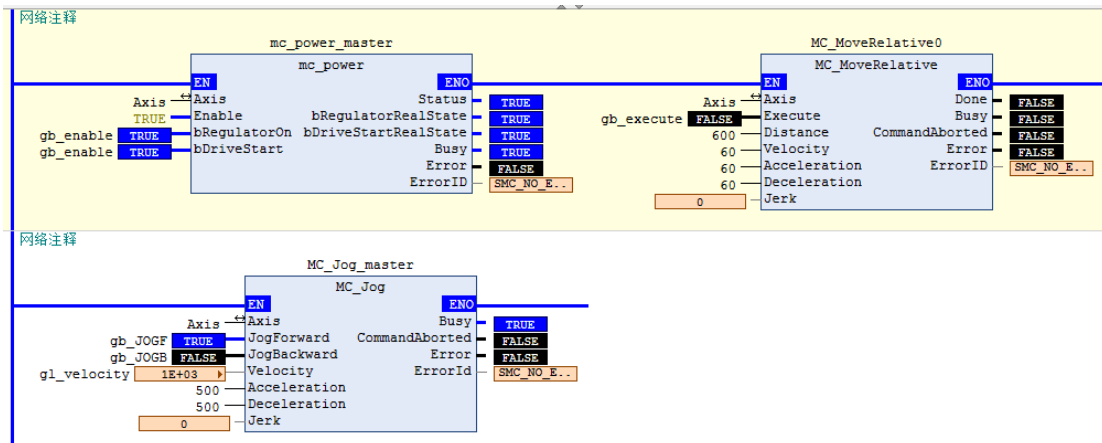 网络注释
mc_power_master
mc_power
EN ENO
Axis Axis Status TRUE
TRUE Enable bRegulatorRealState TRUE
gb_enable TRUE bRegulatorOn bDriveStartRealState TRUE
gb_enable TRUE bDriveStart Busy TRUE
Error FALSE
ErrorID SMC_NO_E..
MC_MoveRelative0
MC_MoveRelative
EN ENO
Axis Axis Done FALSE
gb_execute FALSE Execute Busy FALSE
600 Distance CommandAborted FALSE
60 Velocity Error FALSE
60 Acceleration ErrorID SMC_NO_E..
60 Deceleration
0 Jerk
网络注释
MC_Jog_master
MC_Jog
EN ENO
Axis Axis Busy TRUE
gb_JOGF TRUE JogForward CommandAborted FALSE
gb_JOGB FALSE JogBackward Error FALSE
gl_velocity 1E+03 Velocity ErrorId SMC_NO_E..
500 Acceleration
500 Deceleration
0 Jerk